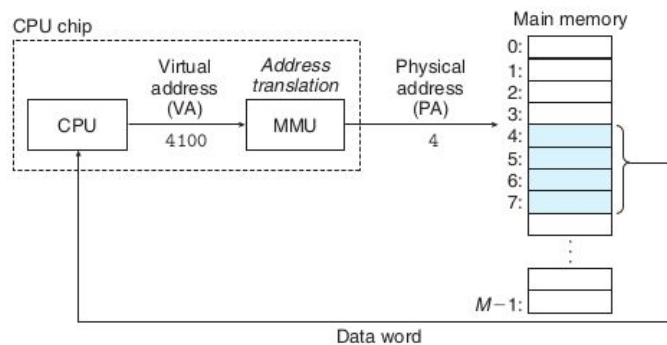 CPU chip
CPU
Virtual
address
(VA)
4100
Address
translation
MMU
Physical
address
(PA)
4
Main memory
0:
1:
2:
3:
4:
5:
6:
7:
M−1:
Data word